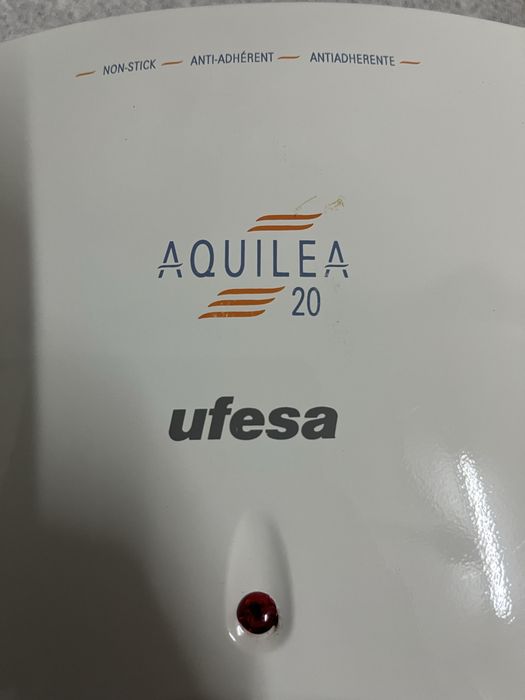 NON-STICK — ANTI-ADHÉRENT — ANTIADHERENTE
AQUILEA
20
ufesa